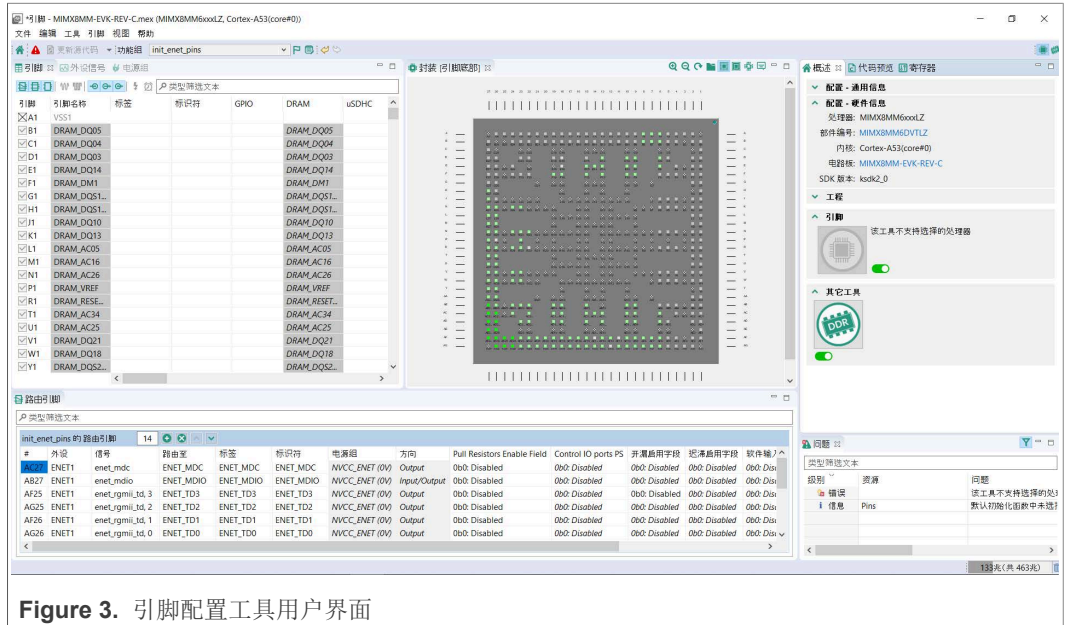 *引脚 - MIMX8MM-EVK-REV-C.mex (MIMX8MM6xxxLZ, Cortex-A53(core#0))
文件 编辑 工具 引脚 视图 帮助
更新源代码 功能组 init_enet_pins
引脚 外设信号 电源组
类型筛选文本
引脚 引脚名称 标签 标识符 GPIO DRAM uSDHC
A1 VSS1
B1 DRAM_DQ05 DRAM_DQ05
C1 DRAM_DQ04 DRAM_DQ04
D1 DRAM_DQ03 DRAM_DQ03
E1 DRAM_DQ14 DRAM_DQ14
F1 DRAM_DM1 DRAM_DM1
G1 DRAM_DQS1... DRAM_DQS1...
H1 DRAM_DQS1... DRAM_DQS1...
J1 DRAM_DQ10 DRAM_DQ10
K1 DRAM_DQ13 DRAM_DQ13
L1 DRAM_AC05 DRAM_AC05
M1 DRAM_AC16 DRAM_AC16
N1 DRAM_AC26 DRAM_AC26
P1 DRAM_VREF DRAM_VREF
R1 DRAM_RESE... DRAM_RESET...
T1 DRAM_AC34 DRAM_AC34
U1 DRAM_AC25 DRAM_AC25
V1 DRAM_DQ21 DRAM_DQ21
W1 DRAM_DQ18 DRAM_DQ18
Y1 DRAM_DQS2... DRAM_DQS2...
封装 (引脚底部)
概述 代码预览 寄存器
配置 - 通用信息
配置 - 硬件信息
处理器: MIMX8MM6xxxLZ
部件编号: MIMX8MM6DVTLZ
内核: Cortex-A53(core#0)
电路板: MIMX8MM-EVK-REV-C
SDK 版本: ksdk2_0
工程
引脚
该工具不支持选择的处理器
其它工具
DDR
路由引脚
类型筛选文本
init_enet_pins 的 路由引脚 14
# 外设 信号 路由至 标签 标识符 电源组 方向 Pull Resistors Enable Field Control IO ports PS 开漏启用字段 迟滞启用字段 软件输入
AC27 ENET1 enet_mdc ENET_MDC ENET_MDC ENET_MDC NVCC_ENET (0V) Output 0b0: Disabled 0b0: Disabled 0b0: Disabled 0b0: Disabled 0b0: Disa
AB27 ENET1 enet_mdio ENET_MDIO ENET_MDIO ENET_MDIO NVCC_ENET (0V) Input/Output 0b0: Disabled 0b0: Disabled 0b0: Disabled 0b0: Disabled 0b0: Disa
AF25 ENET1 enet_rgmii_td, 3 ENET_TD3 ENET_TD3 ENET_TD3 NVCC_ENET (0V) Output 0b0: Disabled 0b0: Disabled 0b0: Disabled 0b0: Disabled 0b0: Disa
AG25 ENET1 enet_rgmii_td, 2 ENET_TD2 ENET_TD2 ENET_TD2 NVCC_ENET (0V) Output 0b0: Disabled 0b0: Disabled 0b0: Disabled 0b0: Disabled 0b0: Disa
AF26 ENET1 enet_rgmii_td, 1 ENET_TD1 ENET_TD1 ENET_TD1 NVCC_ENET (0V) Output 0b0: Disabled 0b0: Disabled 0b0: Disabled 0b0: Disabled 0b0: Disa
AG26 ENET1 enet_rgmii_td, 0 ENET_TD0 ENET_TD0 ENET_TD0 NVCC_ENET (0V) Output 0b0: Disabled 0b0: Disabled 0b0: Disabled 0b0: Disabled 0b0: Disa
问题
类型筛选文本
级别 资源 问题
错误 该工具不支持选择的处
信息 Pins 默认初始化函数中未选
133兆(共 463兆)
Figure 3. 引脚配置工具用户界面